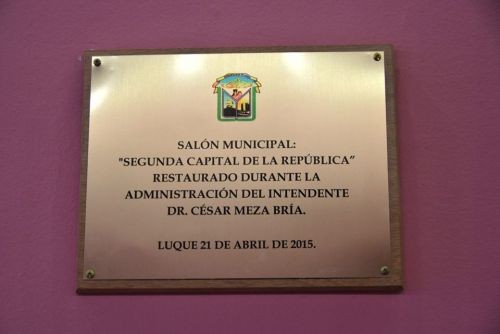 SALÓN MUNICIPAL:
"SEGUNDA CAPITAL DE LA REPÚBLICA”
RESTAURADO DURANTE LA
ADMINISTRACIÓN DEL INTENDENTE
DR. CÉSAR MEZA BRÍA.
LUQUE 21 DE ABRIL DE 2015.